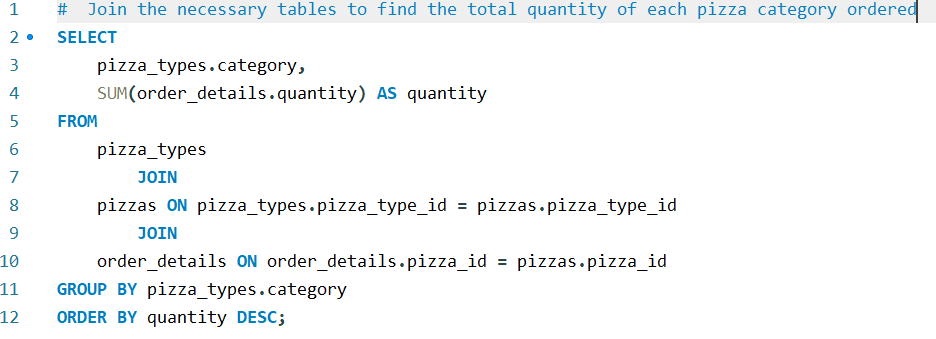 1 #  Join the necessary tables to find the total quantity of each pizza category ordered
2 SELECT
3 pizza_types.category,
4 SUM(order_details.quantity) AS quantity
5 FROM
6 pizza_types
7 JOIN
8 pizzas ON pizza_types.pizza_type_id = pizzas.pizza_type_id
9 JOIN
10 order_details ON order_details.pizza_id = pizzas.pizza_id
11 GROUP BY pizza_types.category
12 ORDER BY quantity DESC;